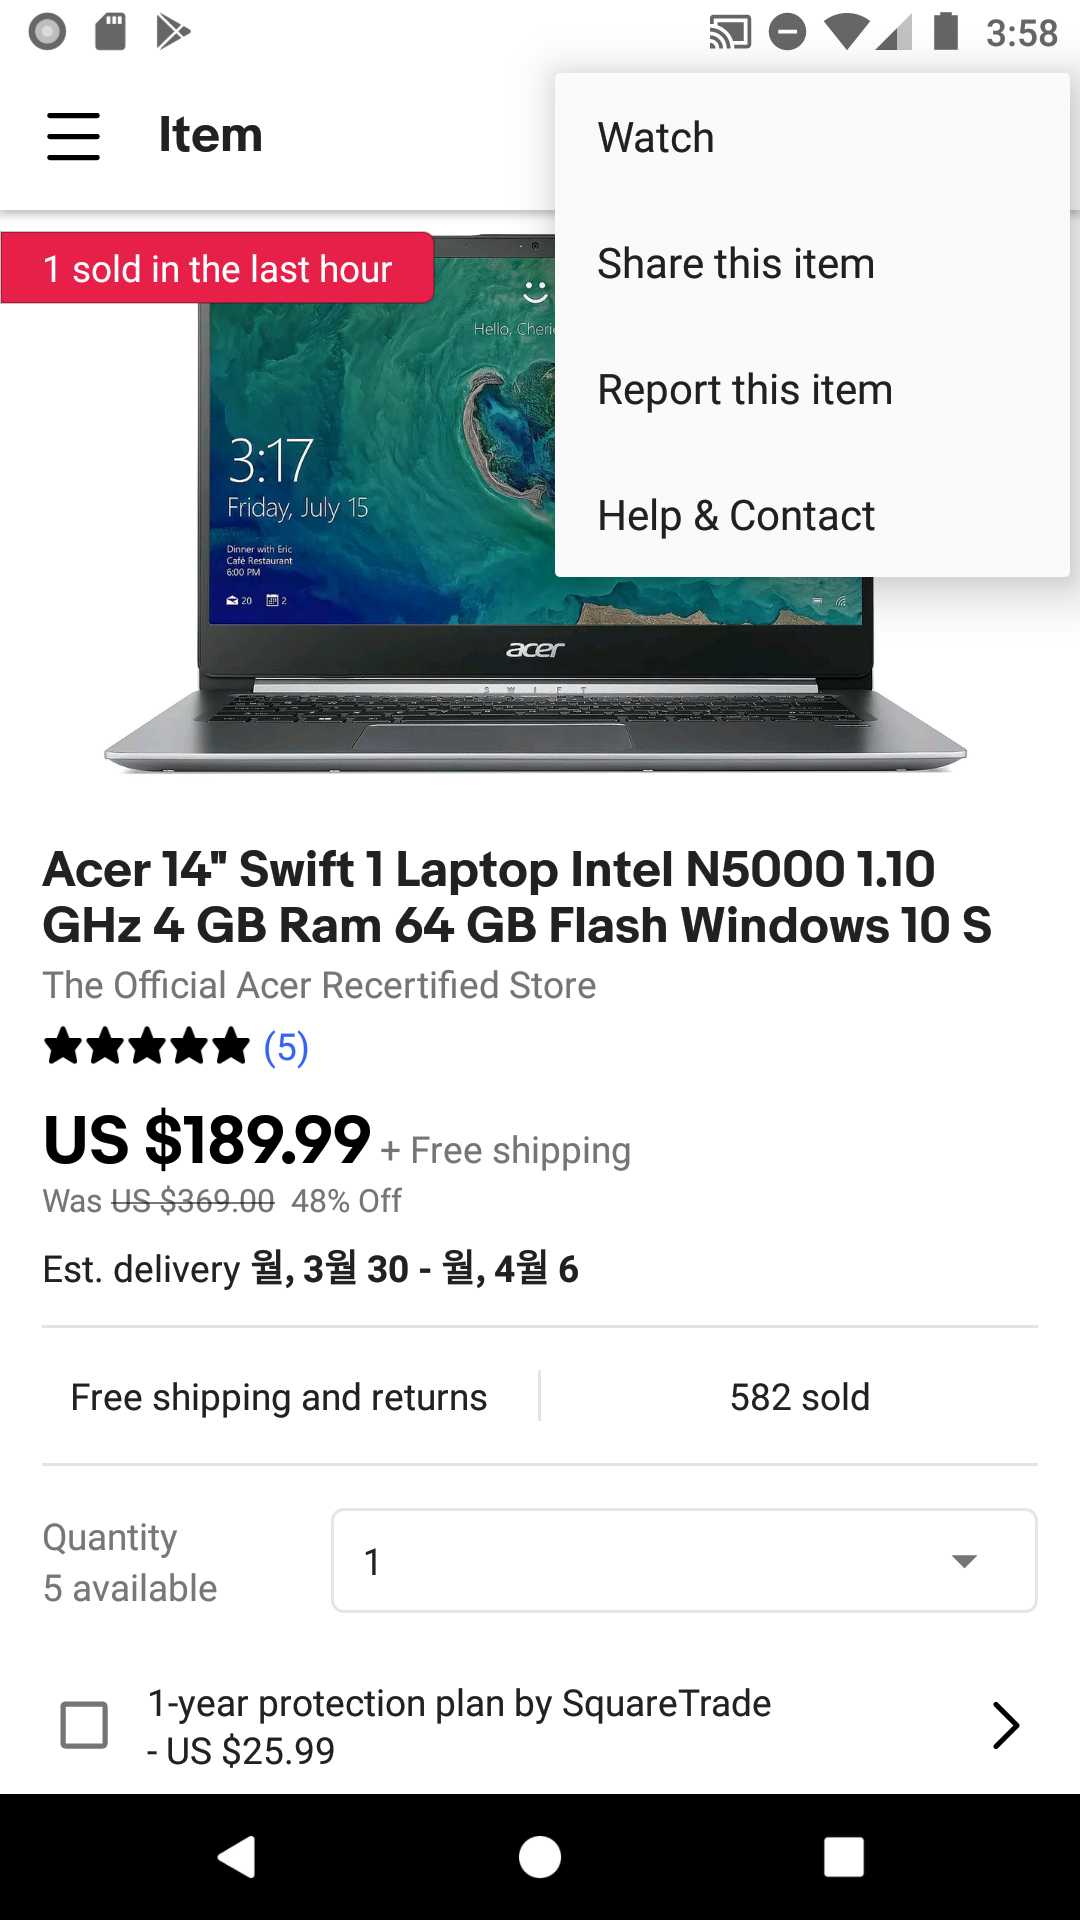 3:58
Item
Watch
Share this item
Report this item
Help & Contact
1 sold in the last hour
Hello, Cheri
3:17
Friday, July 15
Dinner with Eric
Café Restaurant
6:00 PM
20
2
acer
SWIFT
Acer 14" Swift 1 Laptop Intel N5000 1.10
GHz 4 GB Ram 64 GB Flash Windows 10 S
The Official Acer Recertified Store
(5)
US $189.99 + Free shipping
Was US $369.00 48% Off
Est. delivery 월, 3월 30 - 월, 4월 6
Free shipping and returns
582 sold
Quantity
5 available
1
1-year protection plan by SquareTrade
- US $25.99